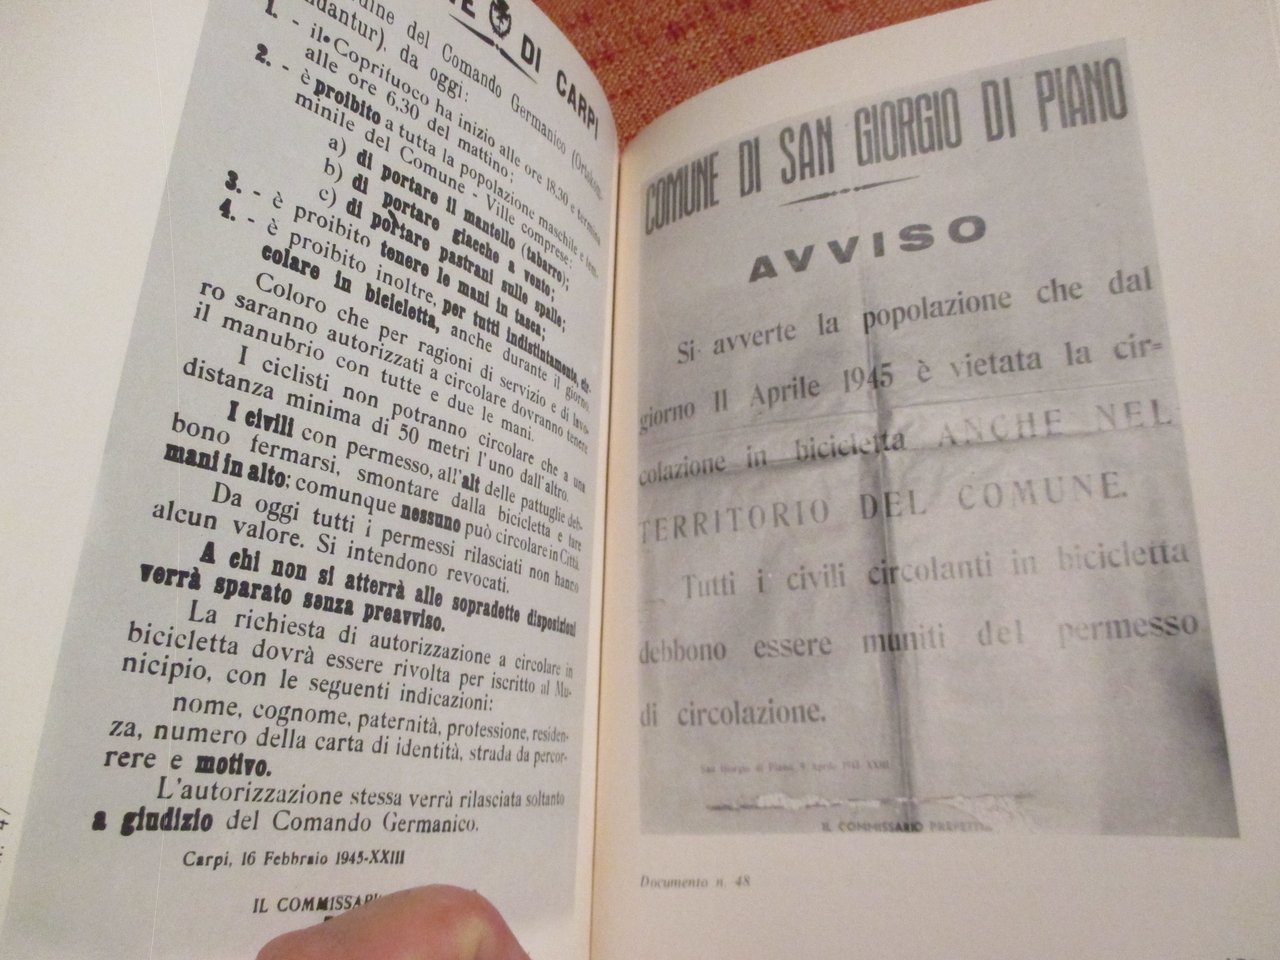 DI CARPI
dine del Comando Germanico (Ortskom-
dantur), da oggi:
1. - il Coprifuoco ha inizio alle ore 18.30 e termina
alle ore 6,30 del mattino;
2. - è proibito a tutta la popolazione maschile e fem-
minile del Comune - Ville comprese:
a) di portare il mantello (tabarro);
b) di portare giacche a vento;
c) di portare pastrani sulle spalle;
3. - è proibito tenere le mani in tasca;
4. - è proibito inoltre, per tutti indistintamente, cir-
colare in bicicletta, anche durante il giorno.
Coloro che per ragioni di servizio e di lavo-
ro saranno autorizzati a circolare dovranno tenere
il manubrio con tutte e due le mani.
I ciclisti non potranno circolare che a una
distanza minima di 50 metri l'uno dall'altro.
I civili con permesso, all'alt delle pattuglie deb-
bono fermarsi, smontare dalla bicicletta e fare
mani in alto: comunque nessuno può circolare in Città.
Da oggi tutti i permessi rilasciati non hanno
alcun valore. Si intendono revocati.
A chi non si atterrà alle sopradette disposizioni
verrà sparato senza preavviso.
La richiesta di autorizzazione a circolare in
bicicletta dovrà essere rivolta per iscritto al Mu-
nicipio, con le seguenti indicazioni:
nome, cognome, paternità, professione, residen-
za, numero della carta di identità, strada da percor-
rere e motivo.
L'autorizzazione stessa verrà rilasciata soltanto
a giudizio del Comando Germanico.
Carpi, 16 Febbraio 1945-XXIII
IL COMMISSARI
COMUNE DI SAN GIORGIO DI PIANO
AVVISO
Si avverte la popolazione che dal
giorno 11 Aprile 1945 è vietata la cir=
colazione in bicicletta ANCHE NEL
TERRITORIO DEL COMUNE.
Tutti i civili circolanti in bicicletta
debbono essere muniti del permesso
di circolazione.
San Giorgio di Piano, 9 Aprile 1945 XXIII
IL COMMISSARIO PREFETTI
Documento n. 48